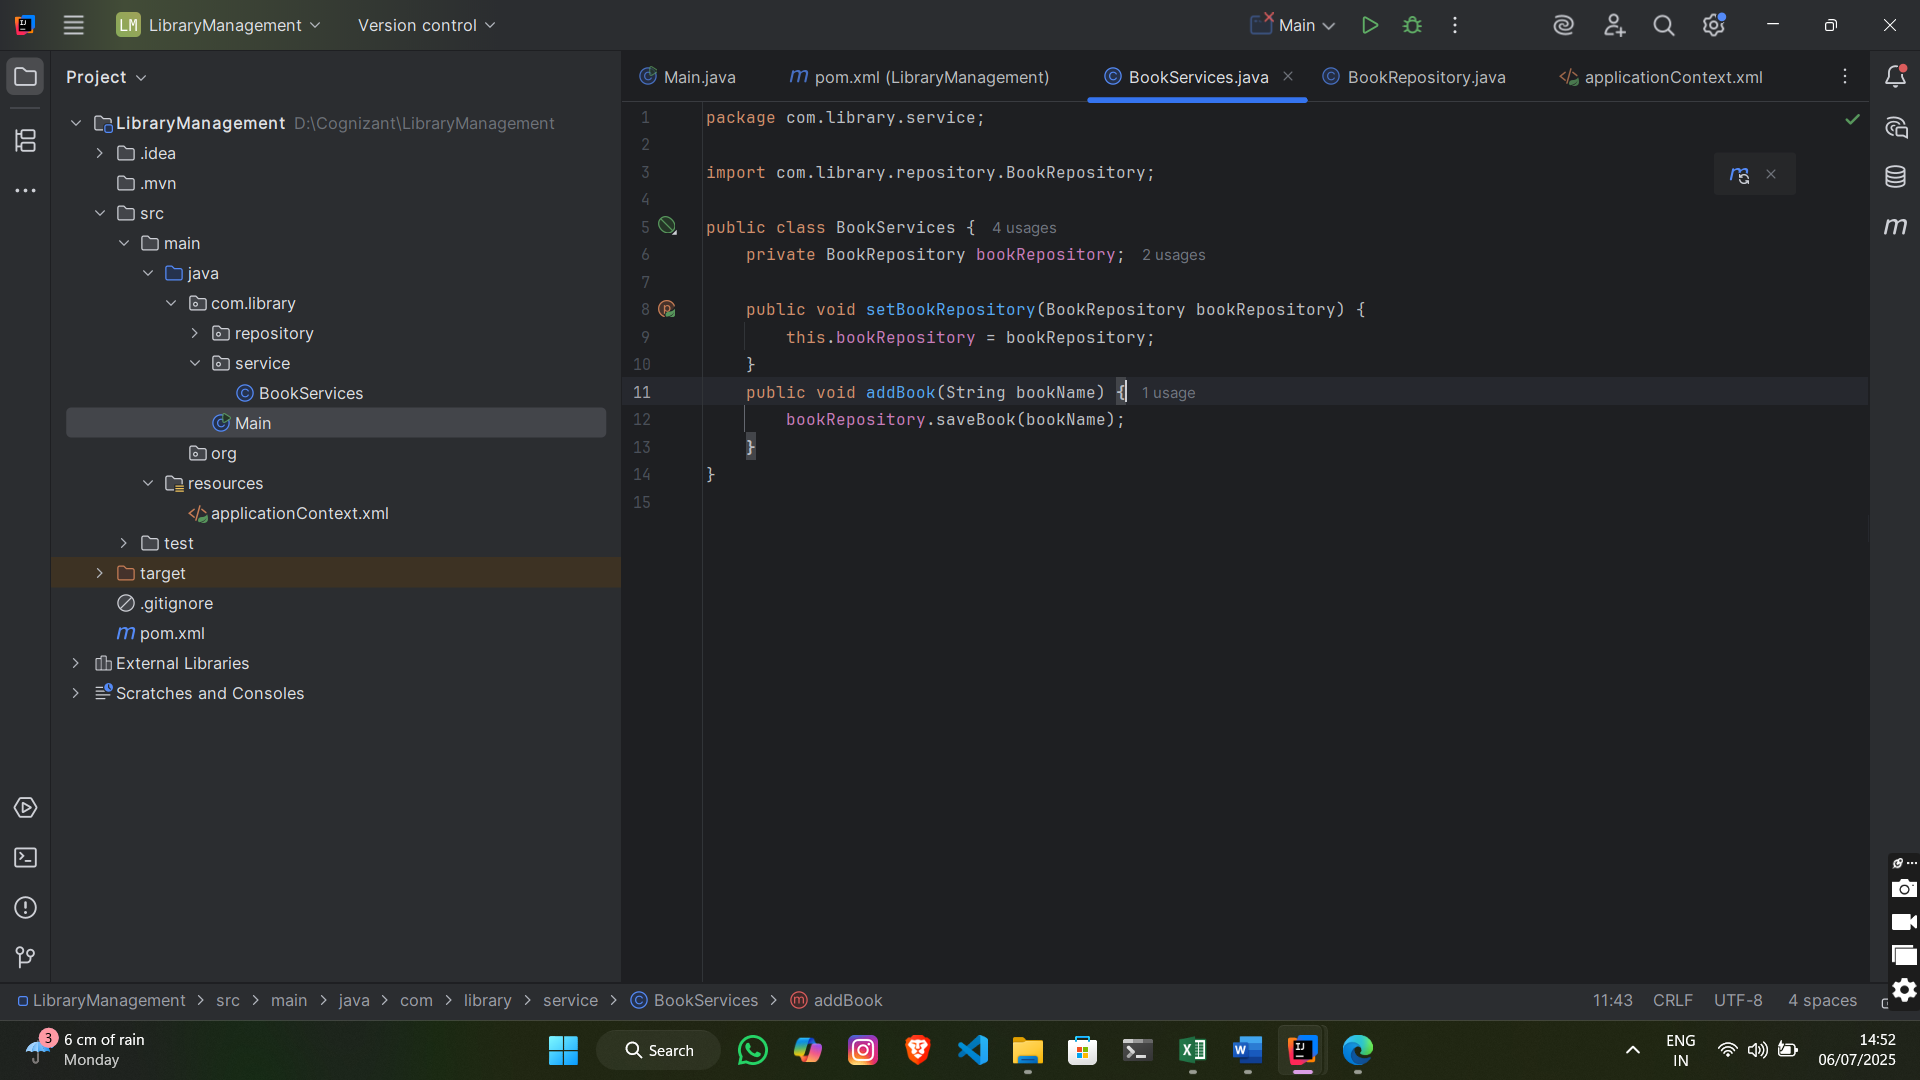 LM LibraryManagement Version control Main
Project
Main.java pom.xml (LibraryManagement) BookServices.java BookRepository.java applicationContext.xml
LibraryManagement D:\Cognizant\LibraryManagement
.idea
.mvn
src
main
java
com.library
repository
service
BookServices
Main
org
resources
applicationContext.xml
test
target
.gitignore
pom.xml
External Libraries
Scratches and Consoles
1 package com.library.service;
2
3 import com.library.repository.BookRepository;
4
5 public class BookServices { 4 usages
6 private BookRepository bookRepository; 2 usages
7
8 public void setBookRepository(BookRepository bookRepository) {
9 this.bookRepository = bookRepository;
10 }
11 public void addBook(String bookName) { 1 usage
12 bookRepository.saveBook(bookName);
13 }
14 }
15
LibraryManagement > src > main > java > com > library > service > BookServices > addBook 11:43 CRLF UTF-8 4 spaces
3 6 cm of rain
Monday
Search
ENG
IN
14:52
06/07/2025